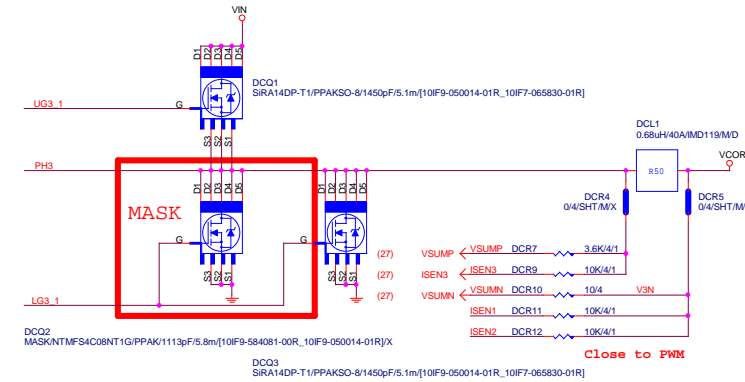 VIN
D1 D2 D3 D4 D5
DCQ1
SiRA14DP-T1/PPAKSO-8/1450pF/5.1m/[10IF9-050014-01R_10IF7-065830-01R]
UG3_1
G
S3 S2 S1
DCL1
0.68uH/40A/IMD119/M/D
VCOR
PH3
R50
D1 D2 D3 D4 D5
D1 D2 D3 D4 D5
DCR4
0/4/SHT/M/X
DCR5
0/4/SHT/M/
MASK
G
G
(27) VSUMP VSUMP DCR7 3.6K/4/1
(27) ISEN3 ISEN3 DCR9 10K/4/1
S3 S2 S1
S3 S2 S1
(27) VSUMN VSUMN DCR10 10/4 V3N
LG3_1
ISEN1 DCR11 10K/4/1
ISEN2 DCR12 10K/4/1
DCQ2
MASK/NTMFS4C08NT1G/PPAK/1113pF/5.8m/[10IF9-584081-00R_10IF9-050014-01R]/X
Close to PWM
DCQ3
SiRA14DP-T1/PPAKSO-8/1450pF/5.1m/[10IF9-050014-01R_10IF7-065830-01R]